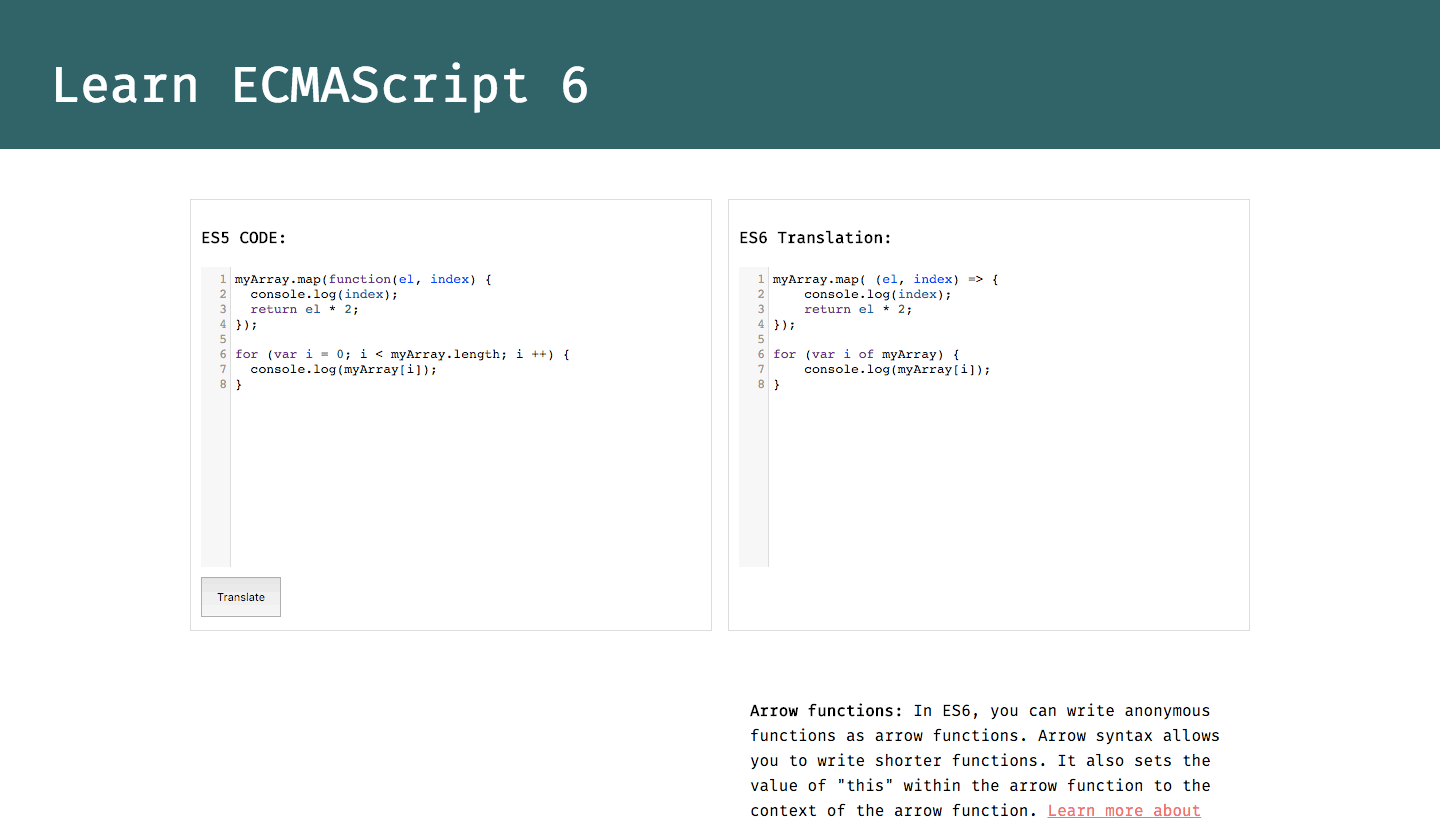 Learn ECMAScript 6
ES5 CODE:
1 myArray.map(function(el, index) {
2   console.log(index);
3   return el * 2;
4 });
5
6 for (var i = 0; i < myArray.length; i ++) {
7   console.log(myArray[i]);
8 }
Translate
ES6 Translation:
1 myArray.map( (el, index) => {
2     console.log(index);
3     return el * 2;
4 });
5
6 for (var i of myArray) {
7     console.log(myArray[i]);
8 }
Arrow functions: In ES6, you can write anonymous
functions as arrow functions. Arrow syntax allows
you to write shorter functions. It also sets the
value of "this" within the arrow function to the
context of the arrow function. Learn more about